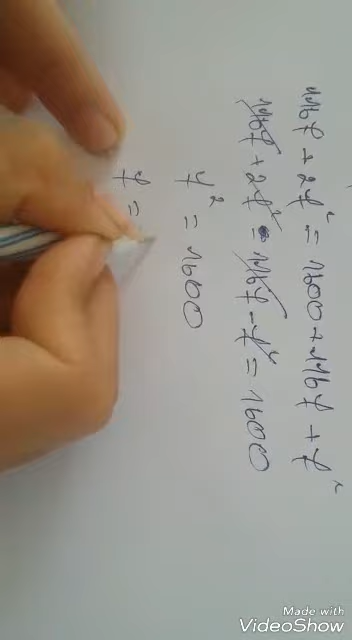 116y + 2y² = 1600 + 116y + y²
116y + 2y² - 116y - y² = 1600
y² = 1600
y =
Made with
VideoShow